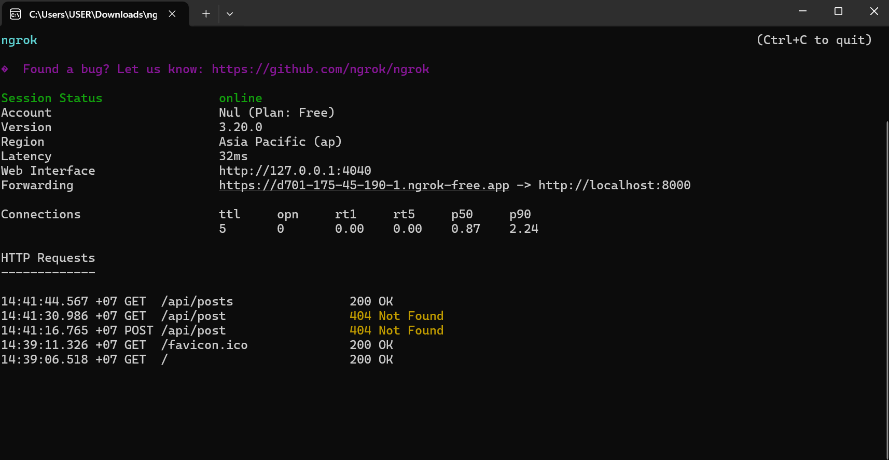 C:\Users\USER\Downloads\ng
ngrok (Ctrl+C to quit)
� Found a bug? Let us know: https://github.com/ngrok/ngrok
Session Status online
Account Nul (Plan: Free)
Version 3.20.0
Region Asia Pacific (ap)
Latency 32ms
Web Interface http://127.0.0.1:4040
Forwarding https://d701-175-45-190-1.ngrok-free.app -> http://localhost:8000
Connections ttl opn rt1 rt5 p50 p90
5 0 0.00 0.00 0.87 2.24
HTTP Requests
-------------
14:41:44.567 +07 GET /api/posts 200 OK
14:41:30.986 +07 GET /api/post 404 Not Found
14:41:16.765 +07 POST /api/post 404 Not Found
14:39:11.326 +07 GET /favicon.ico 200 OK
14:39:06.518 +07 GET / 200 OK